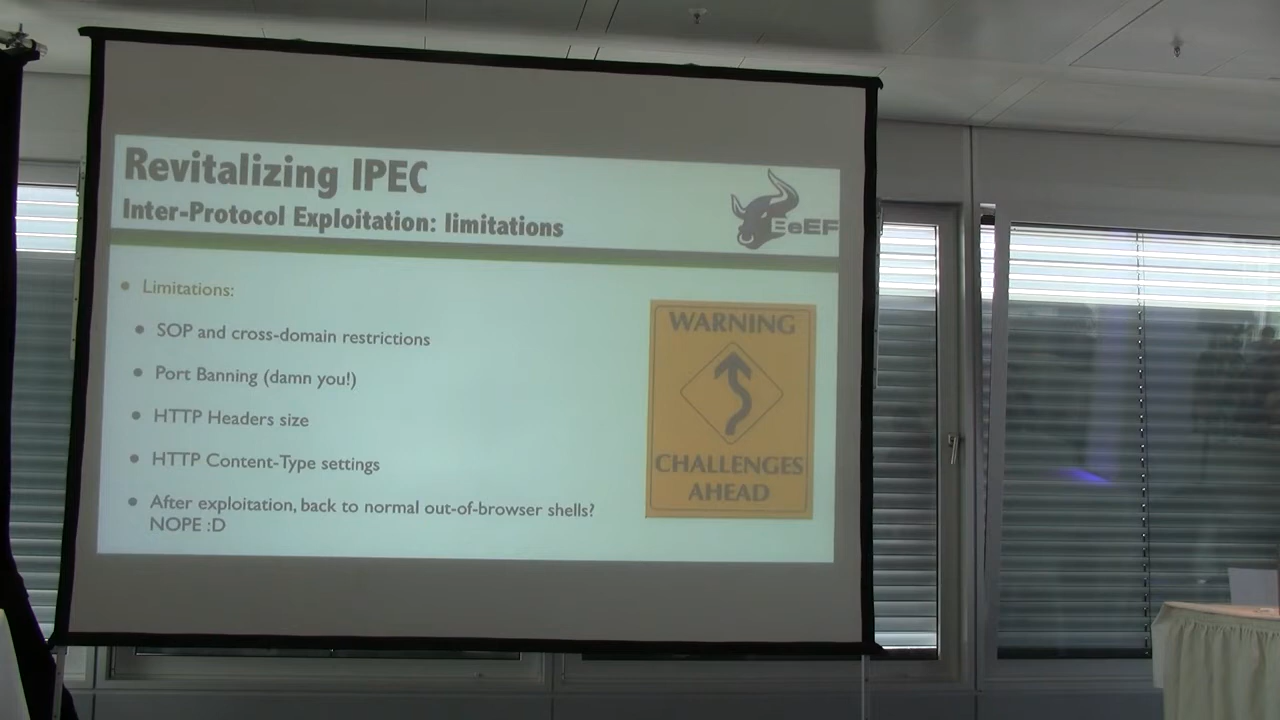 Revitalizing IPEC
Inter-Protocol Exploitation: limitations
BeEF
Limitations:
SOP and cross-domain restrictions
Port Banning (damn you!)
HTTP Headers size
HTTP Content-Type settings
After exploitation, back to normal out-of-browser shells?
NOPE :D
WARNING
CHALLENGES
AHEAD